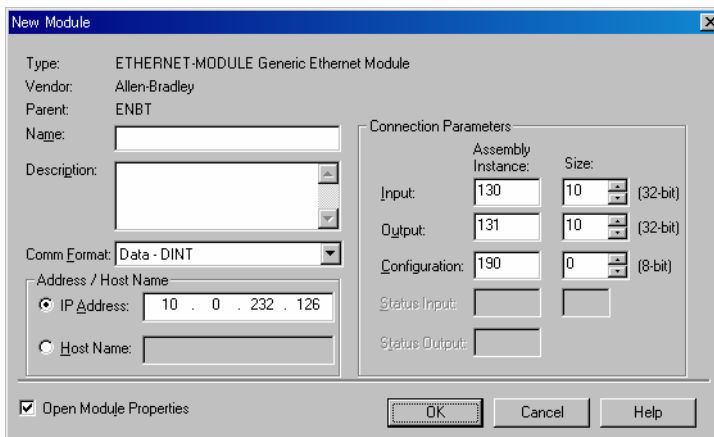 New Module
Type: ETHERNET-MODULE Generic Ethernet Module
Vendor: Allen-Bradley
Parent: ENBT
Name:
Description:
Comm Format: Data - DINT
Address / Host Name
IP Address: 10 . 0 . 232 . 126
Host Name:
Connection Parameters
Assembly
Instance: Size:
Input: 130 10 (32-bit)
Output: 131 10 (32-bit)
Configuration: 190 0 (8-bit)
Status Input:
Status Output:
Open Module Properties
OK Cancel Help